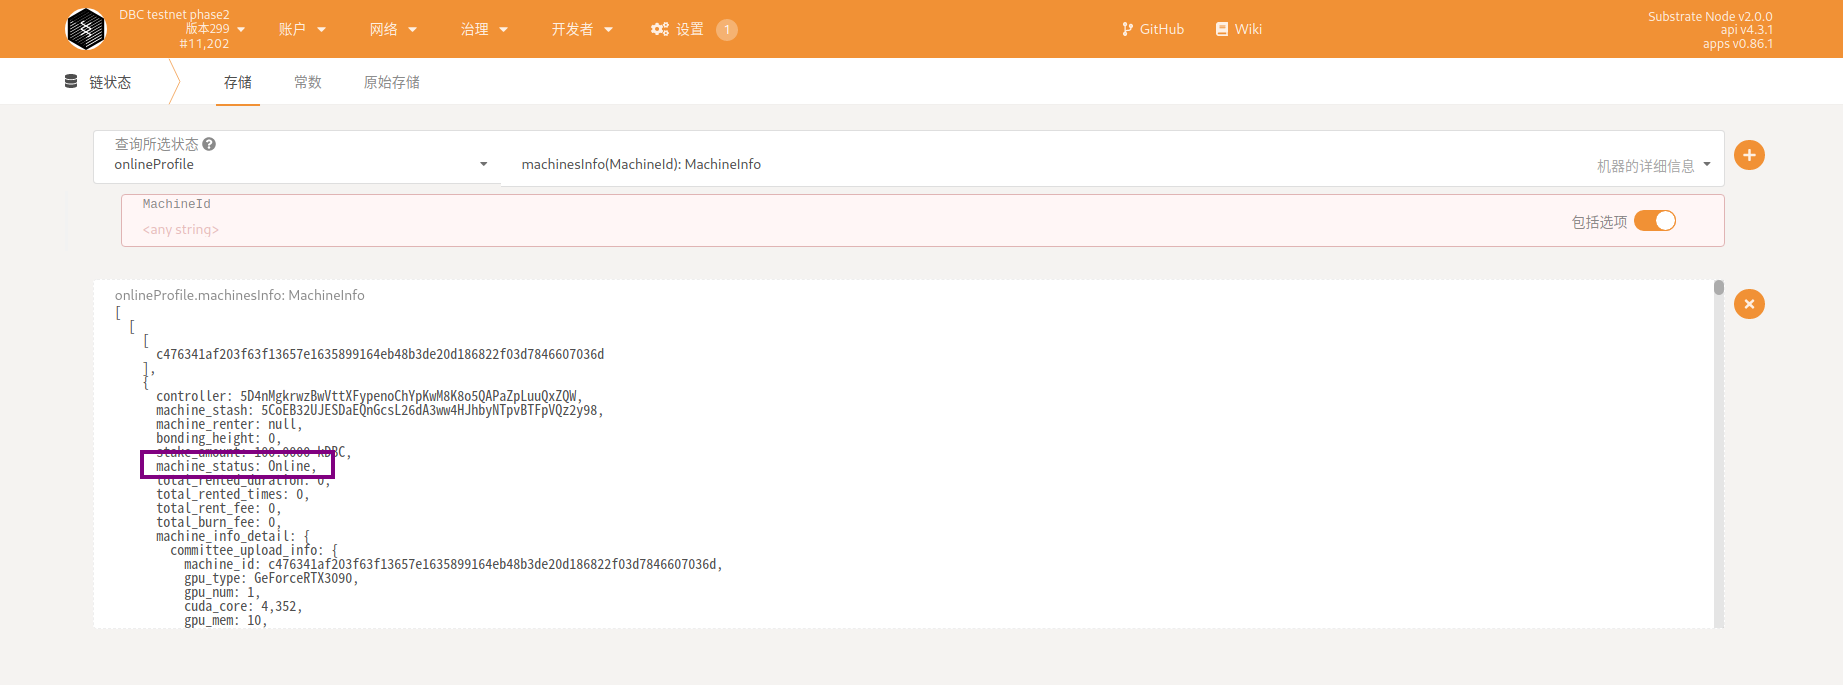 DBC testnet phase2
版本299
#11,202
账户
网络
治理
开发者
设置
1
GitHub
Wiki
Substrate Node v2.0.0
api v4.3.1
apps v0.86.1
链状态
存储
常数
原始存储
查询所选状态
onlineProfile
machinesInfo(MachineId): MachineInfo
机器的详细信息
MachineId
<any string>
包括选项
onlineProfile.machinesInfo: MachineInfo
[
[
[
c476341af203f63f13657e1635899164eb48b3de20d186822f03d7846607036d
],
{
controller: 5D4nMgkrwzBwVttXFypenoChYpKwM8K8o5QAPaZpLuuQxZQW,
machine_stash: 5CoEB32UJESDaEQnGcsL26dA3ww4HJhbyNTpvBTFpVQz2y98,
machine_renter: null,
bonding_height: 0,
stake_amount: 100.0000 kDBC,
machine_status: Online,
total_rented_duration: 0,
total_rented_times: 0,
total_rent_fee: 0,
total_burn_fee: 0,
machine_info_detail: {
committee_upload_info: {
machine_id: c476341af203f63f13657e1635899164eb48b3de20d186822f03d7846607036d,
gpu_type: GeForceRTX3090,
gpu_num: 1,
cuda_core: 4,352,
gpu_mem: 10,